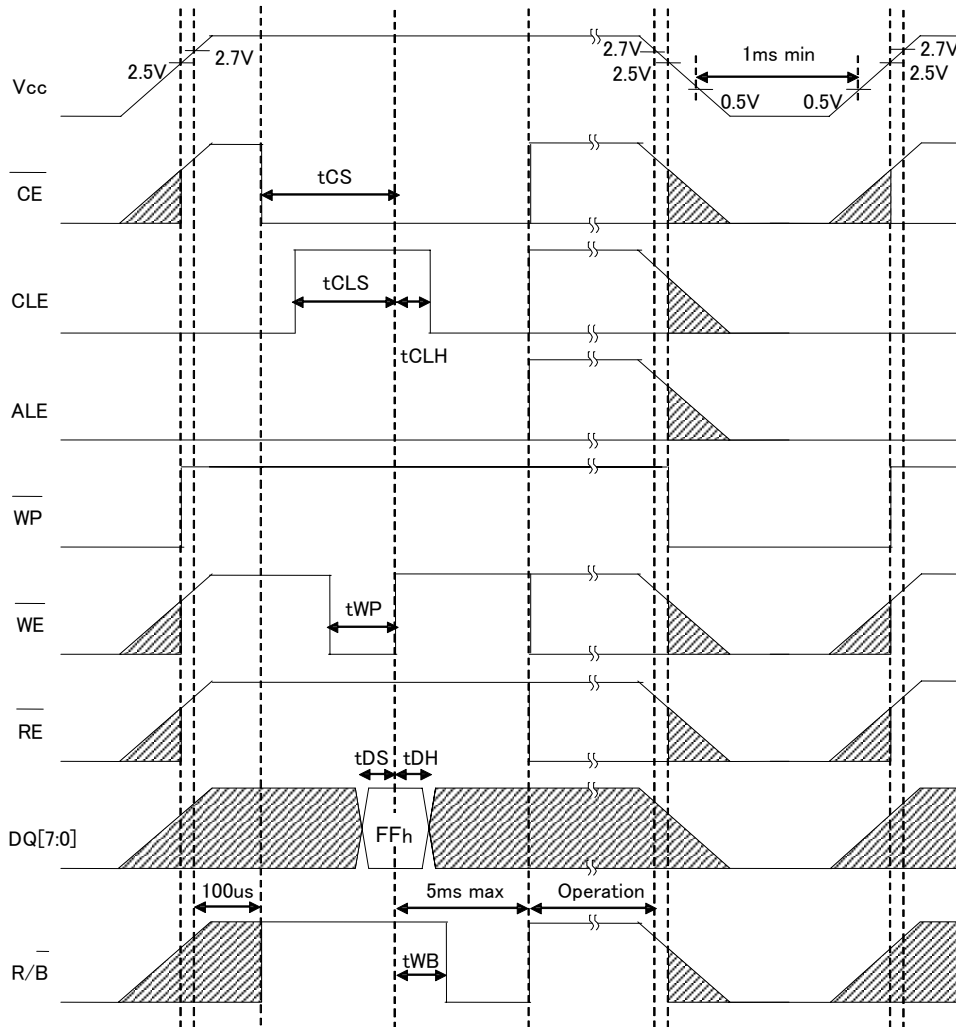 2.7V
2.5V
Vcc
2.7V
2.5V
1ms min
0.5V
0.5V
2.7V
2.5V
CE
tCS
CLE
tCLS
tCLH
ALE
WP
WE
tWP
RE
tDS
tDH
DQ[7:0]
FFh
100us
5ms max
Operation
R/B
tWB